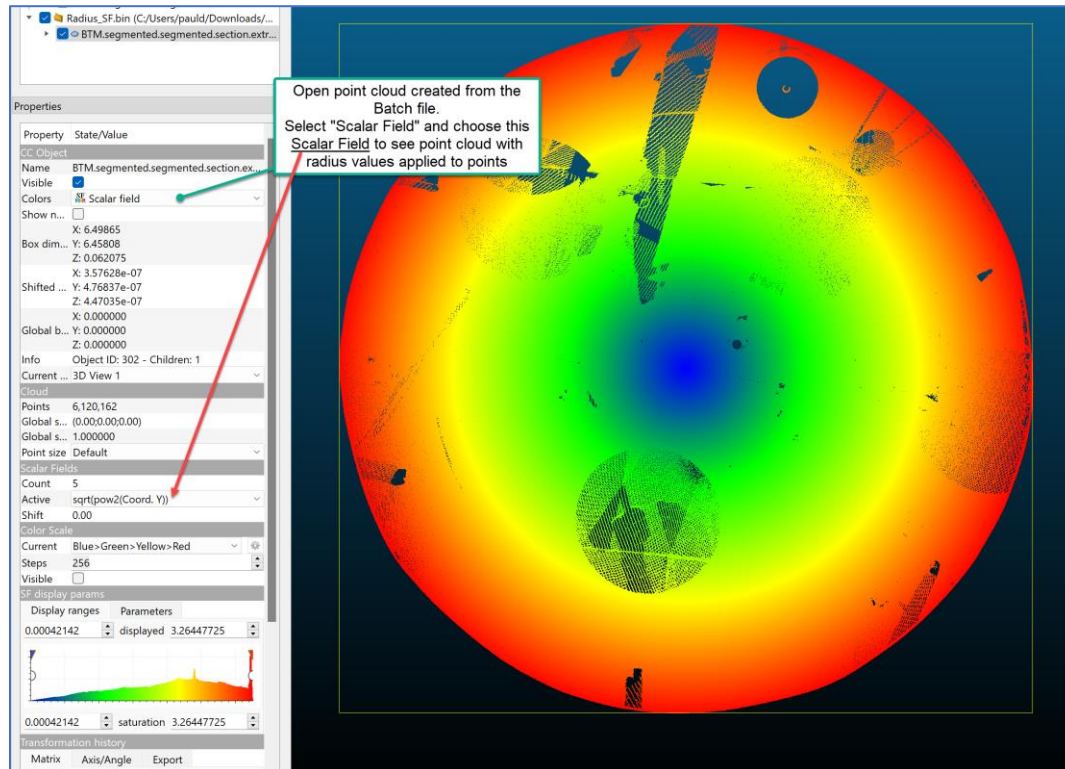 Radius_SF.bin (C:/Users/pauld/Downloads/...
BTM.segmented.segmented.section.extr...
Properties
Property State/Value
CC Object
Name BTM.segmented.segmented.section.ex...
Visible
Colors Scalar field
Show n...
X: 6.49865
Box dim... Y: 6.45808
Z: 0.062075
X: 3.57628e-07
Shifted ... Y: 4.76837e-07
Z: 4.47035e-07
X: 0.000000
Global b... Y: 0.000000
Z: 0.000000
Info Object ID: 302 - Children: 1
Current ... 3D View 1
Cloud
Points 6,120,162
Global s... (0.00;0.00;0.00)
Global s... 1.000000
Point size Default
Scalar Fields
Count 5
Active sqrt(pow2(Coord. Y))
Shift 0.00
Color Scale
Current Blue>Green>Yellow>Red
Steps 256
Visible
SF display params
Display ranges Parameters
0.00042142 displayed 3.26447725
0.00042142 saturation 3.26447725
Transformation history
Matrix Axis/Angle Export
Open point cloud created from the
Batch file.
Select "Scalar Field" and choose this
Scalar Field to see point cloud with
radius values applied to points